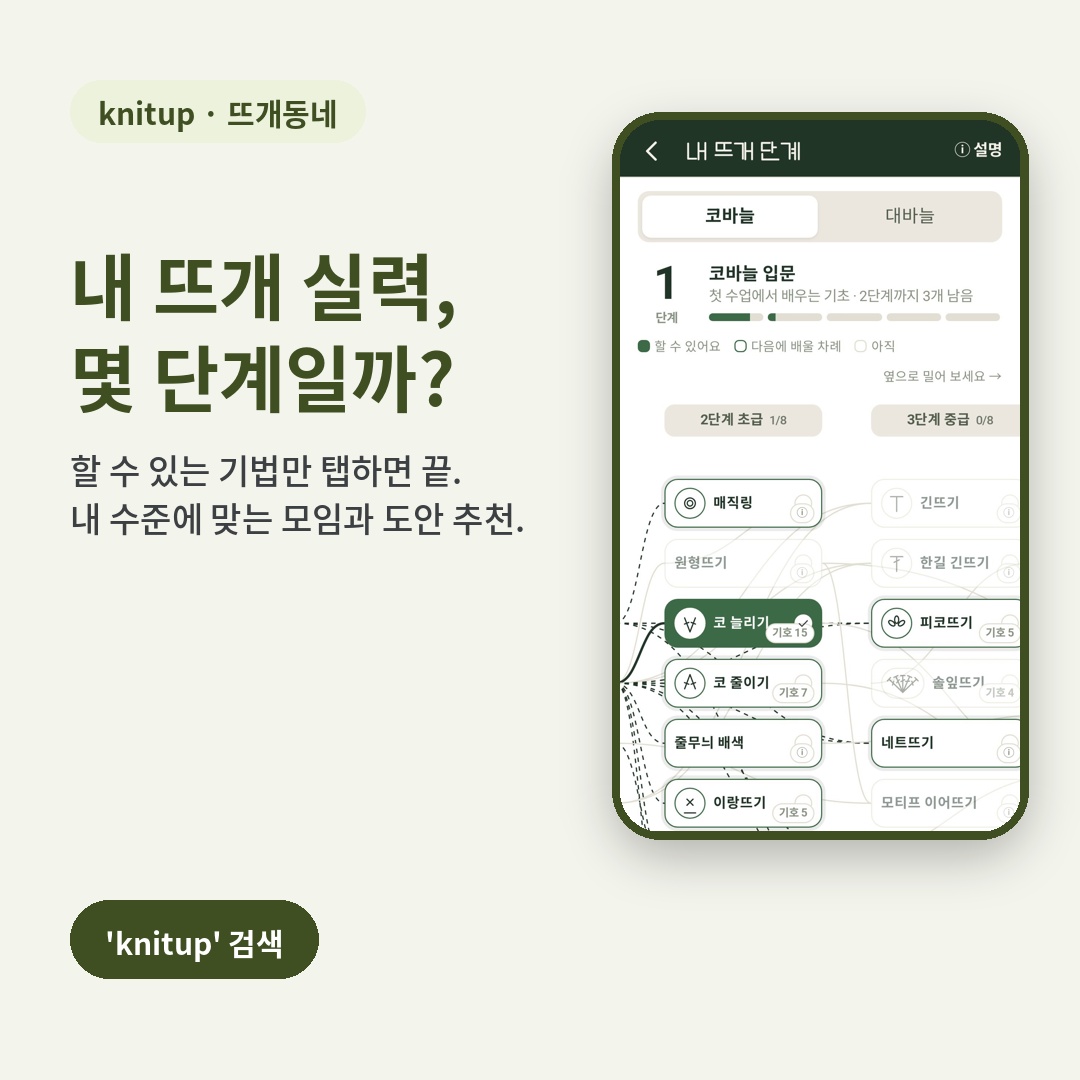 knitup · 뜨개동네
내 뜨개 실력,
몇 단계일까?
할 수 있는 기법만 탭하면 끝.
내 수준에 맞는 모임과 도안 추천.
'knitup' 검색
내 뜨개 단계
ⓘ 설명
코바늘
대바늘
1
단계
코바늘 입문
첫 수업에서 배우는 기초 · 2단계까지 3개 남음
할 수 있어요
다음에 배울 차례
아직
옆으로 밀어 보세요 →
2단계 초급 1/8
3단계 중급 0/8
매직링
ⓘ
긴뜨기
ⓘ
원형뜨기
ⓘ
한길 긴뜨기
ⓘ
코 늘리기
기호 15
피코뜨기
기호 5
코 줄이기
기호 7
솔잎뜨기
기호 4
줄무늬 배색
ⓘ
네트뜨기
ⓘ
이랑뜨기
기호 5
모티프 이어뜨기
ⓘ